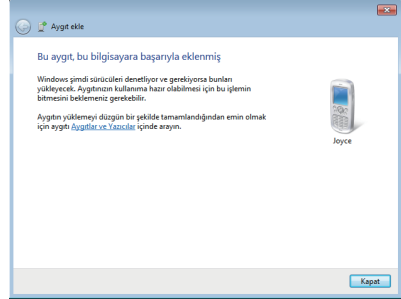 Aygıt ekle
Bu aygıt, bu bilgisayara başarıyla eklenmiş
Windows şimdi sürücüleri denetliyor ve gerekiyorsa bunları
yükleyecek. Aygıtınızın kullanıma hazır olabilmesi için bu işlemin
bitmesini beklemeniz gerekebilir.
Aygıtın yüklemeyi düzgün bir şekilde tamamlandığından emin olmak
için aygıtı Aygıtlar ve Yazıcılar içinde arayın.
Joyce
Kapat